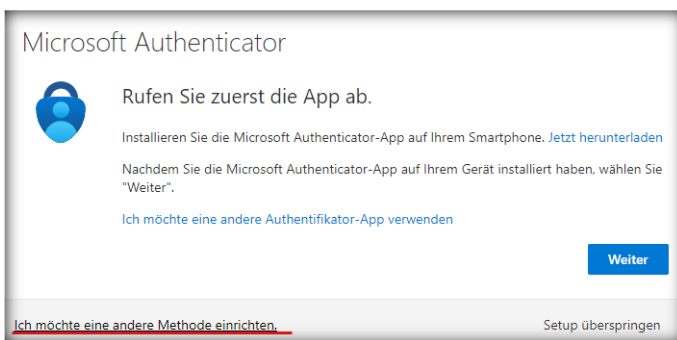 Microsoft Authenticator
Rufen Sie zuerst die App ab.
Installieren Sie die Microsoft Authenticator-App auf Ihrem Smartphone. Jetzt herunterladen
Nachdem Sie die Microsoft Authenticator-App auf Ihrem Gerät installiert haben, wählen Sie
"Weiter".
Ich möchte eine andere Authentifikator-App verwenden
Weiter
Ich möchte eine andere Methode einrichten. Setup überspringen